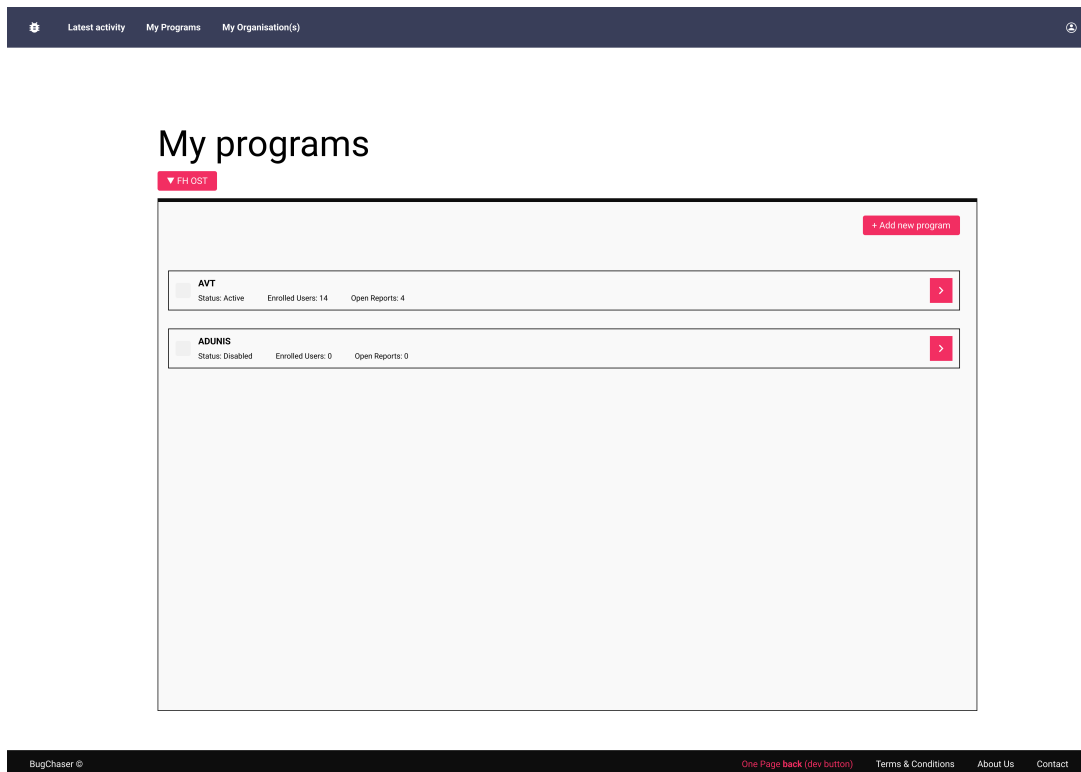 Latest activity My Programs My Organisation(s)
My programs
▼ FH OST
+ Add new program
AVT
Status: Active Enrolled Users: 14 Open Reports: 4
ADUNIS
Status: Disabled Enrolled Users: 0 Open Reports: 0
BugChaser © One Page back (dev button) Terms & Conditions About Us Contact